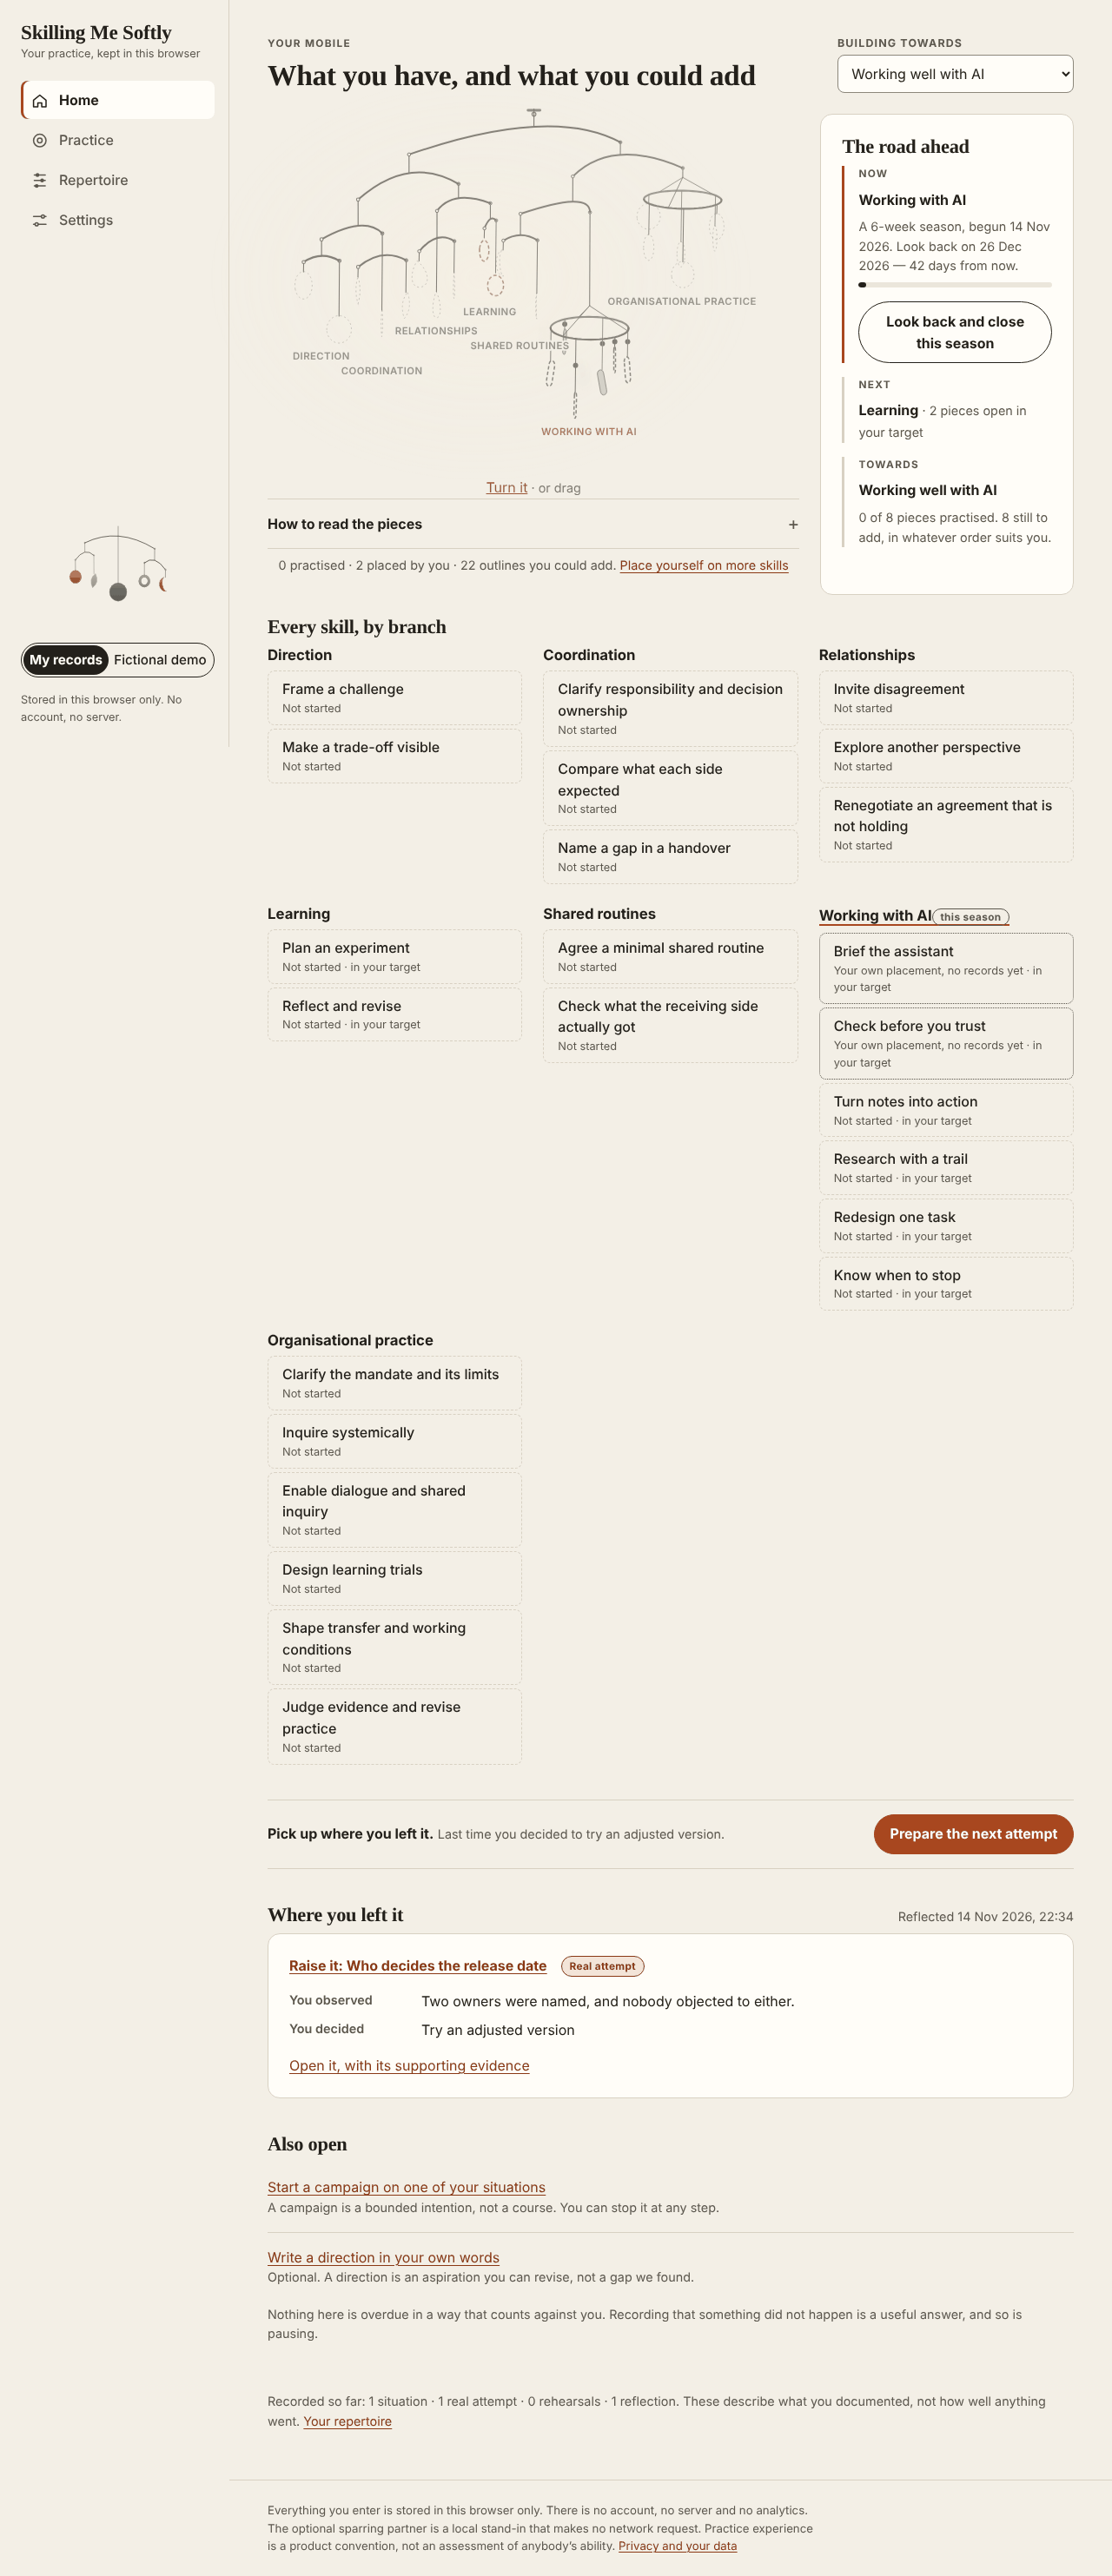 Skilling Me Softly
Your practice, kept in this browser
Home
Practice
Repertoire
Settings
My records
Fictional demo
Stored in this browser only. No
account, no server.
YOUR MOBILE
What you have, and what you could add
BUILDING TOWARDS
Working well with AI
LEARNING
ORGANISATIONAL PRACTICE
RELATIONSHIPS
SHARED ROUTINES
DIRECTION
COORDINATION
WORKING WITH AI
Turn it · or drag
How to read the pieces
+
0 practised · 2 placed by you · 22 outlines you could add. Place yourself on more skills
The road ahead
NOW
Working with AI
A 6-week season, begun 14 Nov
2026. Look back on 26 Dec
2026 — 42 days from now.
Look back and close
this season
NEXT
Learning · 2 pieces open in
your target
TOWARDS
Working well with AI
0 of 8 pieces practised. 8 still to
add, in whatever order suits you.
Every skill, by branch
Direction
Frame a challenge
Not started
Make a trade-off visible
Not started
Coordination
Clarify responsibility and decision
ownership
Not started
Compare what each side
expected
Not started
Name a gap in a handover
Not started
Relationships
Invite disagreement
Not started
Explore another perspective
Not started
Renegotiate an agreement that is
not holding
Not started
Learning
Plan an experiment
Not started · in your target
Reflect and revise
Not started · in your target
Shared routines
Agree a minimal shared routine
Not started
Check what the receiving side
actually got
Not started
Working with AI this season
Brief the assistant
Your own placement, no records yet · in
your target
Check before you trust
Your own placement, no records yet · in
your target
Turn notes into action
Not started · in your target
Research with a trail
Not started · in your target
Redesign one task
Not started · in your target
Know when to stop
Not started · in your target
Organisational practice
Clarify the mandate and its limits
Not started
Inquire systemically
Not started
Enable dialogue and shared
inquiry
Not started
Design learning trials
Not started
Shape transfer and working
conditions
Not started
Judge evidence and revise
practice
Not started
Pick up where you left it. Last time you decided to try an adjusted version.
Prepare the next attempt
Where you left it
Reflected 14 Nov 2026, 22:34
Raise it: Who decides the release date
Real attempt
You observed
Two owners were named, and nobody objected to either.
You decided
Try an adjusted version
Open it, with its supporting evidence
Also open
Start a campaign on one of your situations
A campaign is a bounded intention, not a course. You can stop it at any step.
Write a direction in your own words
Optional. A direction is an aspiration you can revise, not a gap we found.
Nothing here is overdue in a way that counts against you. Recording that something did not happen is a useful answer, and so is
pausing.
Recorded so far: 1 situation · 1 real attempt · 0 rehearsals · 1 reflection. These describe what you documented, not how well anything
went. Your repertoire
Everything you enter is stored in this browser only. There is no account, no server and no analytics.
The optional sparring partner is a local stand-in that makes no network request. Practice experience
is a product convention, not an assessment of anybody’s ability. Privacy and your data